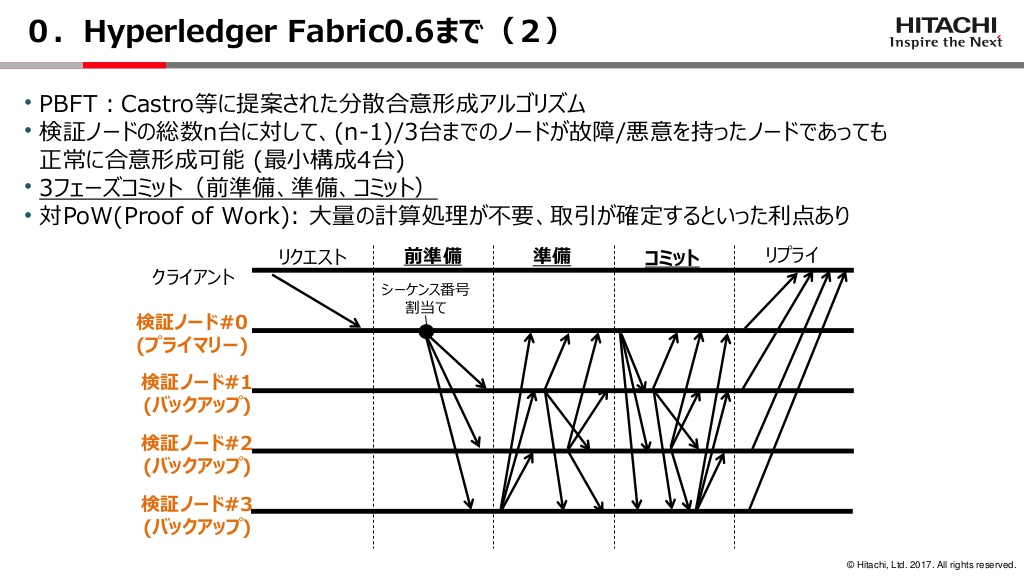 ０．Hyperledger Fabric0.6まで（２）
HITACHI
Inspire the Next
• PBFT：Castro等に提案された分散合意形成アルゴリズム
• 検証ノードの総数n台に対して、(n-1)/3台までのノードが故障/悪意を持ったノードであっても
正常に合意形成可能 (最小構成4台)
• 3フェーズコミット（前準備、準備、コミット）
• 対PoW(Proof of Work): 大量の計算処理が不要、取引が確定するといった利点あり
リクエスト 前準備 準備 コミット リプライ
クライアント
シーケンス番号
割当て
検証ノード#0
(プライマリー)
検証ノード#1
(バックアップ)
検証ノード#2
(バックアップ)
検証ノード#3
(バックアップ)
© Hitachi, Ltd. 2017. All rights reserved.